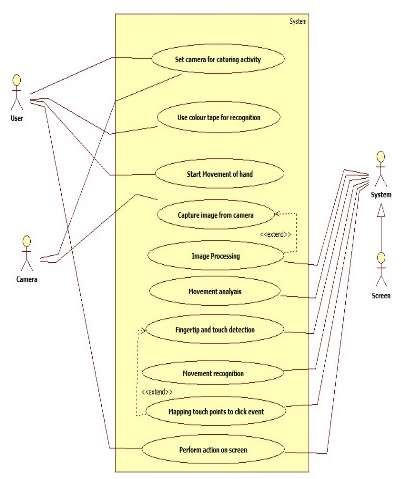 System
Set camera for caturing activity
User
Use colour tape for recognition
Start Movement of hand
System
Capture image from camera
<<extend>>
Image Processing
Camera
Screen
Movement analyais
Fingertip and touch detection
Movement recognition
<<extend>>
Mapping touch points to click event
Perform action on screen